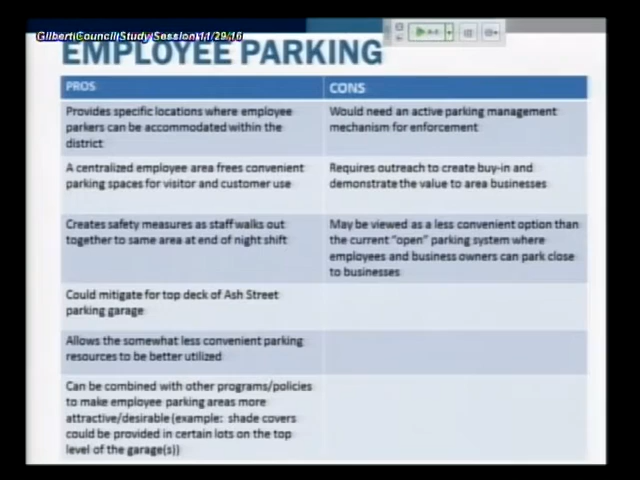 Gilbert Council Study Session 11/29/16
EMPLOYEE PARKING
PROS
CONS
Provides specific locations where employee
parkers can be accommodated within the
district
Would need an active parking management
mechanism for enforcement
A centralized employee area frees convenient
parking spaces for visitor and customer use
Requires outreach to create buy-in and
demonstrate the value to area businesses
Creates safety measures as staff walks out
together to same area at end of night shift
May be viewed as a less convenient option than
the current "open" parking system where
employees and business owners can park close
to businesses
Could mitigate for top deck of Ash Street
parking garage
Allows the somewhat less convenient parking
resources to be better utilized
Can be combined with other programs/policies
to make employee parking areas more
attractive/desirable (example: shade covers
could be provided in certain lots on the top
level of the garage(s))